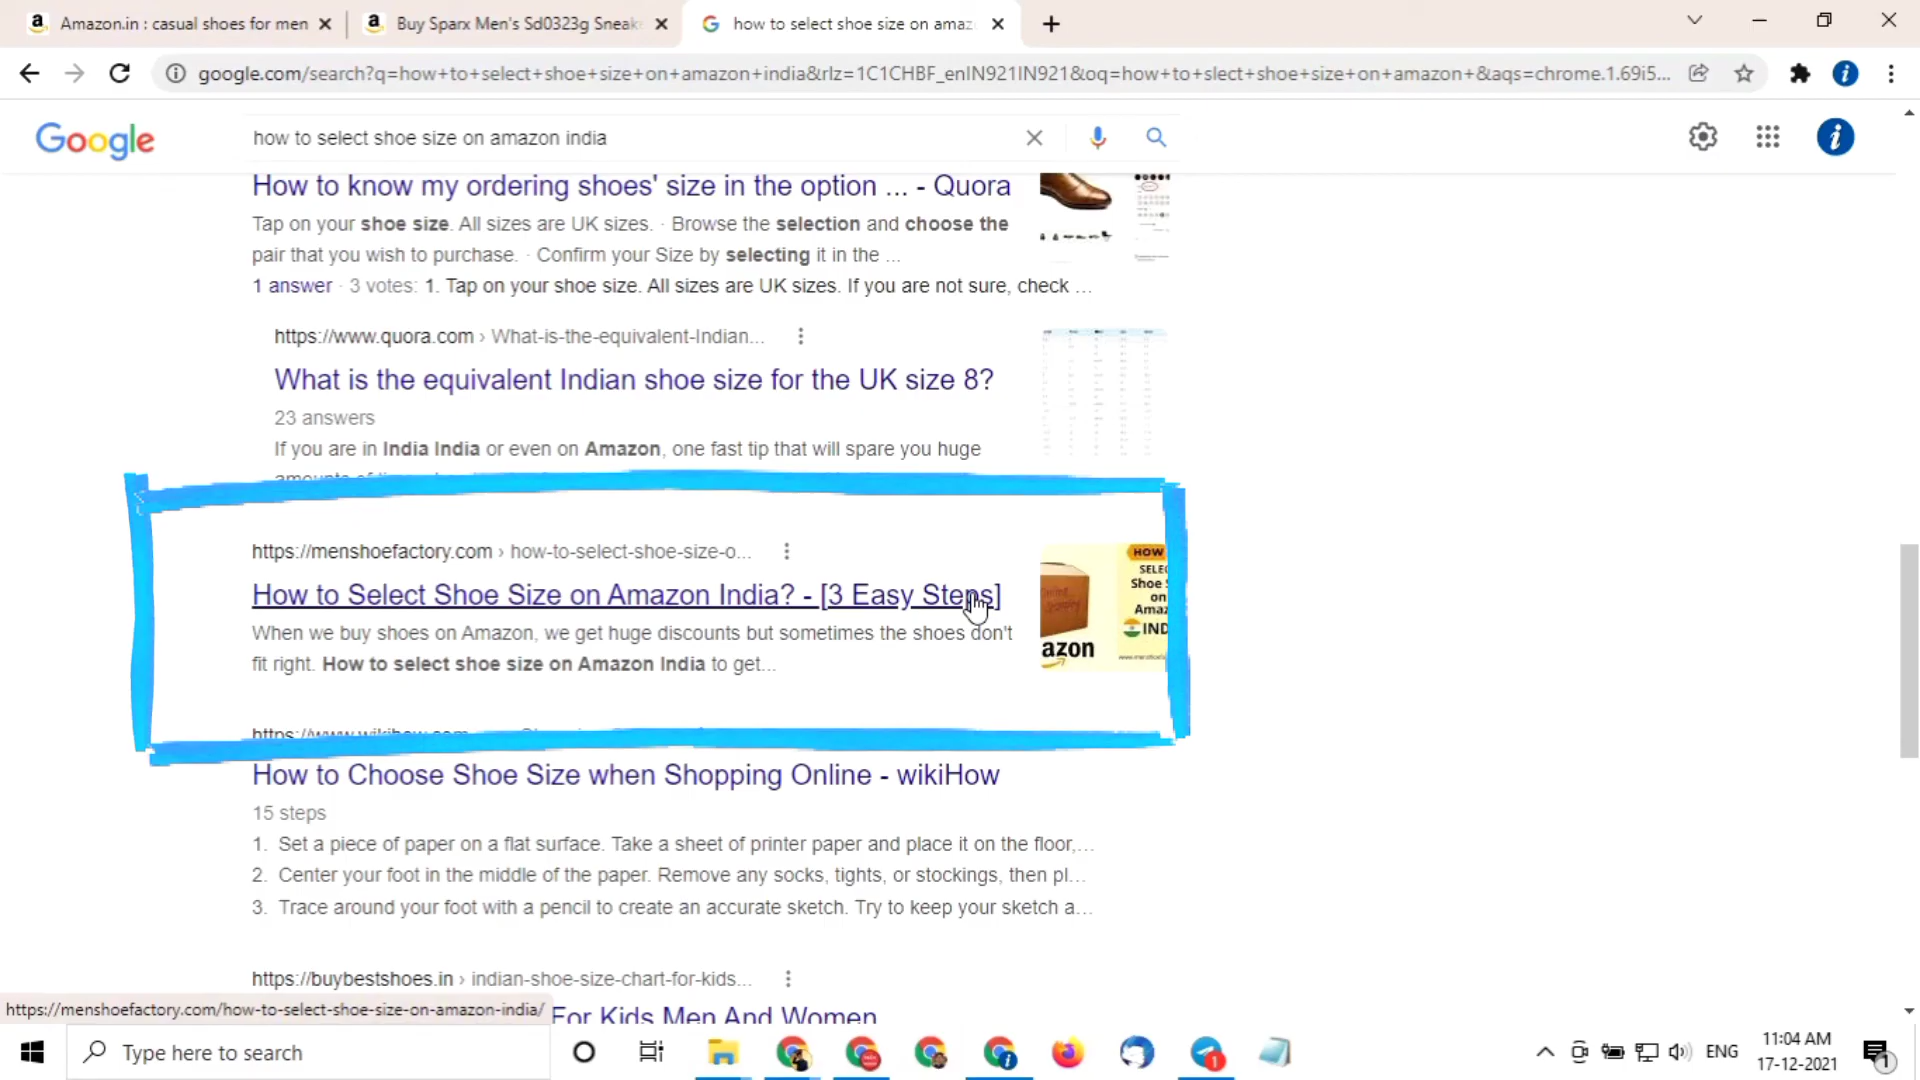 Amazon.in : casual shoes for men
Buy Sparx Men's Sd0323g Sneak
how to select shoe size on amaz
google.com/search?q=how+to+select+shoe+size+on+amazon+india&rlz=1C1CHBF_enIN921IN921&oq=how+to+slect+shoe+size+on+amazon+&aqs=chrome.1.69i5...
Google
how to select shoe size on amazon india
How to know my ordering shoes' size in the option ... - Quora
Tap on your shoe size. All sizes are UK sizes. · Browse the selection and choose the
pair that you wish to purchase. · Confirm your Size by selecting it in the ...
1 answer · 3 votes: 1. Tap on your shoe size. All sizes are UK sizes. If you are not sure, check ...
https://www.quora.com › What-is-the-equivalent-Indian...
What is the equivalent Indian shoe size for the UK size 8?
23 answers
If you are in India India or even on Amazon, one fast tip that will spare you huge
https://menshoefactory.com › how-to-select-shoe-size-o...
How to Select Shoe Size on Amazon India? - [3 Easy Steps]
When we buy shoes on Amazon, we get huge discounts but sometimes the shoes don't
fit right. How to select shoe size on Amazon India to get...
HOW
SELEC
Shoe S
on
Amaz
IND
azon
https://www.wikihow.com
How to Choose Shoe Size when Shopping Online - wikiHow
15 steps
1. Set a piece of paper on a flat surface. Take a sheet of printer paper and place it on the floor,...
2. Center your foot in the middle of the paper. Remove any socks, tights, or stockings, then pl...
3. Trace around your foot with a pencil to create an accurate sketch. Try to keep your sketch a...
https://buybestshoes.in › indian-shoe-size-chart-for-kids...
For Kids Men And Women
https://menshoefactory.com/how-to-select-shoe-size-on-amazon-india/
Type here to search
ENG
11:04 AM
17-12-2021
1